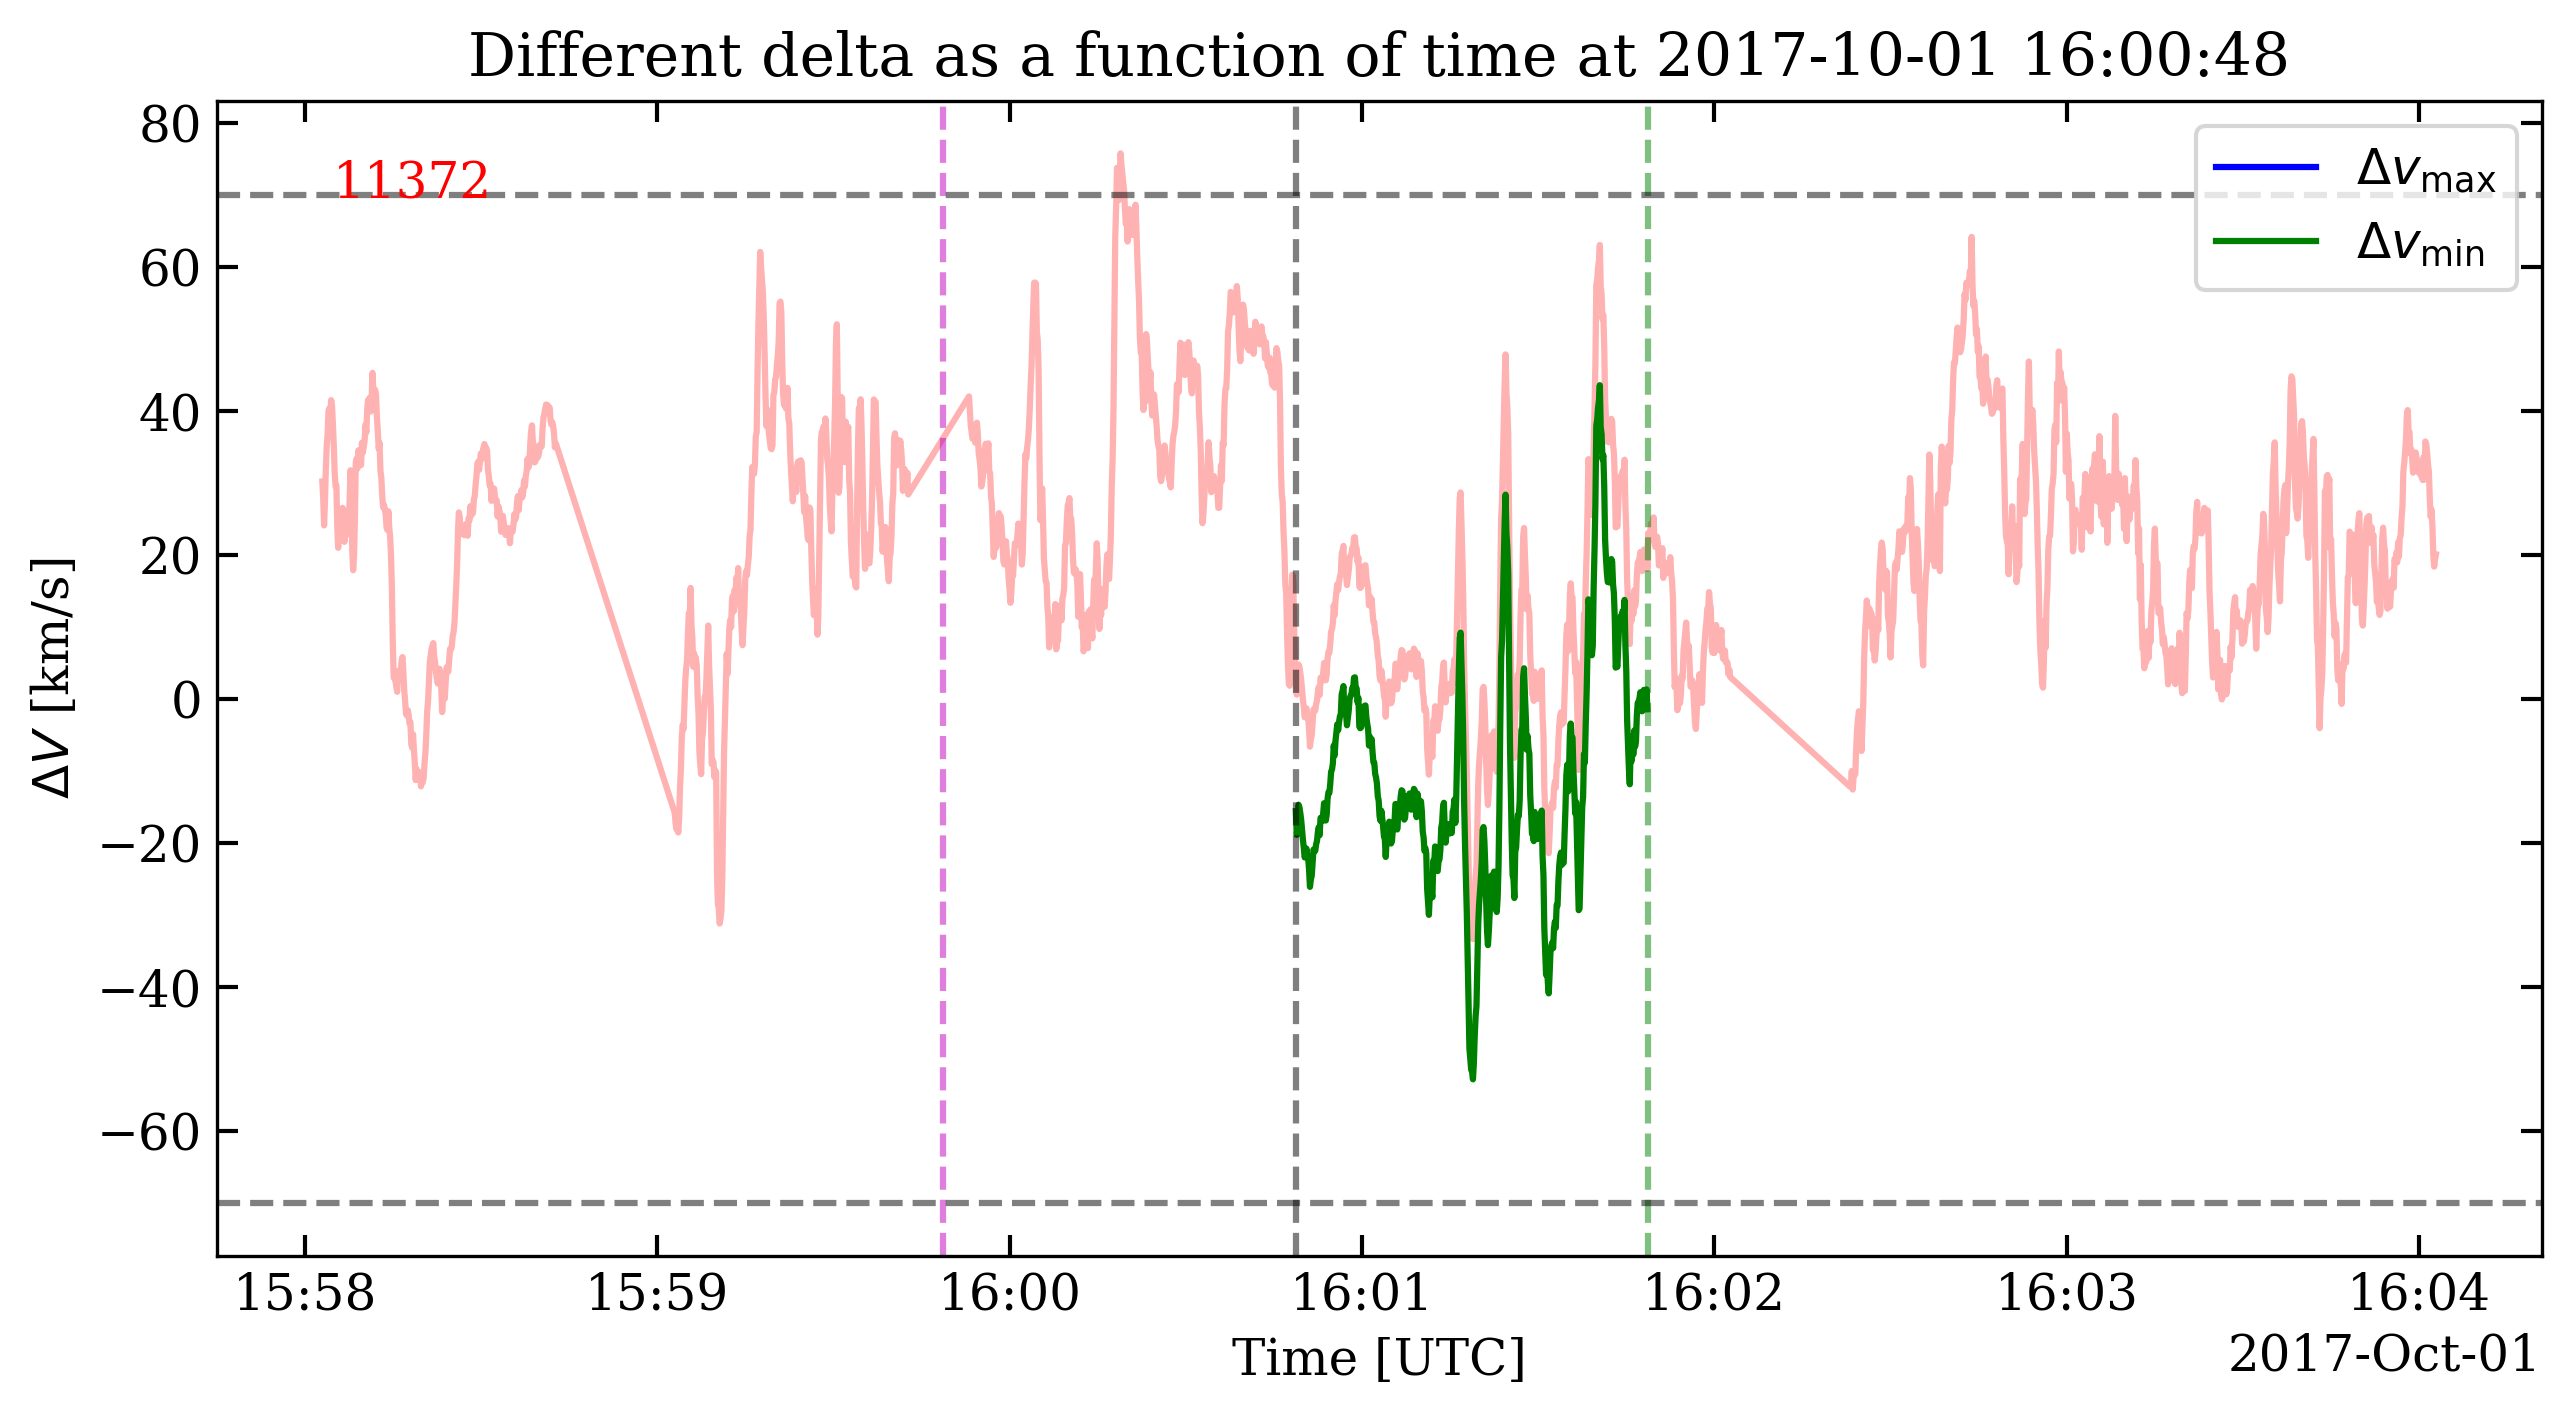 Different delta as a function of time at 2017-10-01 16:00:48
80
60
40
20
0
−20
−40
−60
ΔV [km/s]
11372
Δv_max
Δv_min
15:58 15:59 16:00 16:01 16:02 16:03 16:04
Time [UTC]
2017-Oct-01